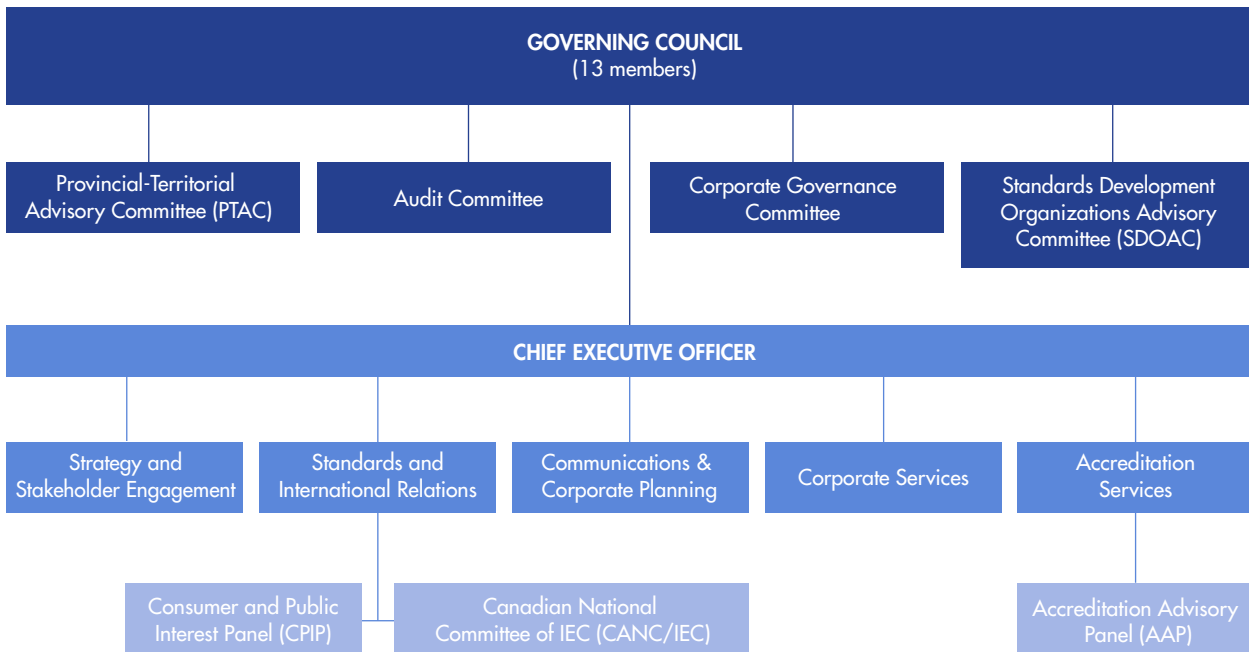 GOVERNING COUNCIL
(13 members)
Provincial-Territorial
Advisory Committee (PTAC)
Audit Committee
Corporate Governance
Committee
Standards Development
Organizations Advisory
Committee (SDOAC)
CHIEF EXECUTIVE OFFICER
Strategy and
Stakeholder Engagement
Standards and
International Relations
Communications &
Corporate Planning
Corporate Services
Accreditation
Services
Consumer and Public
Interest Panel (CPIP)
Canadian National
Committee of IEC (CANC/IEC)
Accreditation Advisory
Panel (AAP)